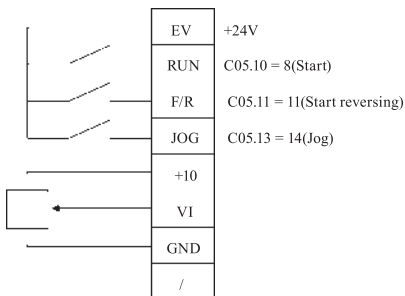 EV +24V
RUN C05.10 = 8(Start)
F/R C05.11 = 11(Start reversing)
JOG C05.13 = 14(Jog)
+10
VI
GND
/